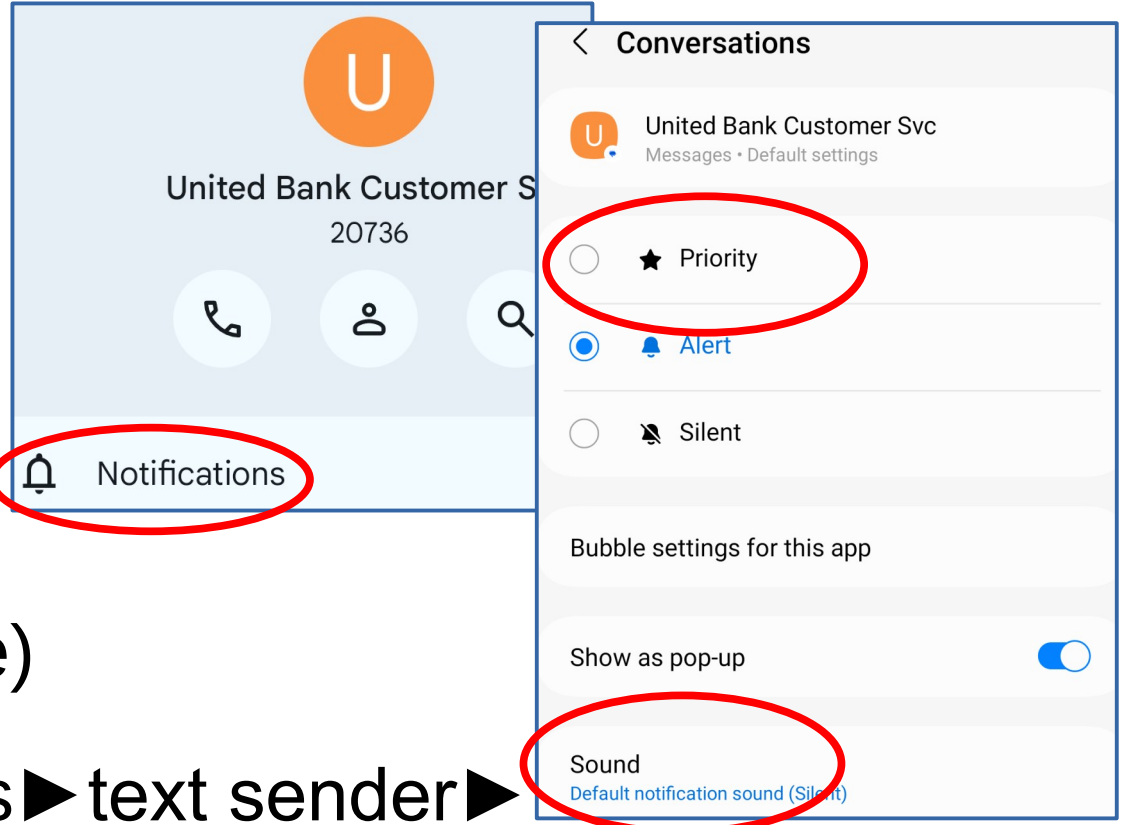 U
United Bank Customer S
20736
Notifications
Conversations
U
United Bank Customer Svc
Messages • Default settings
Priority
Alert
Silent
Bubble settings for this app
Show as pop-up
Sound
Default notification sound (Silent)
e)
s►text sender►